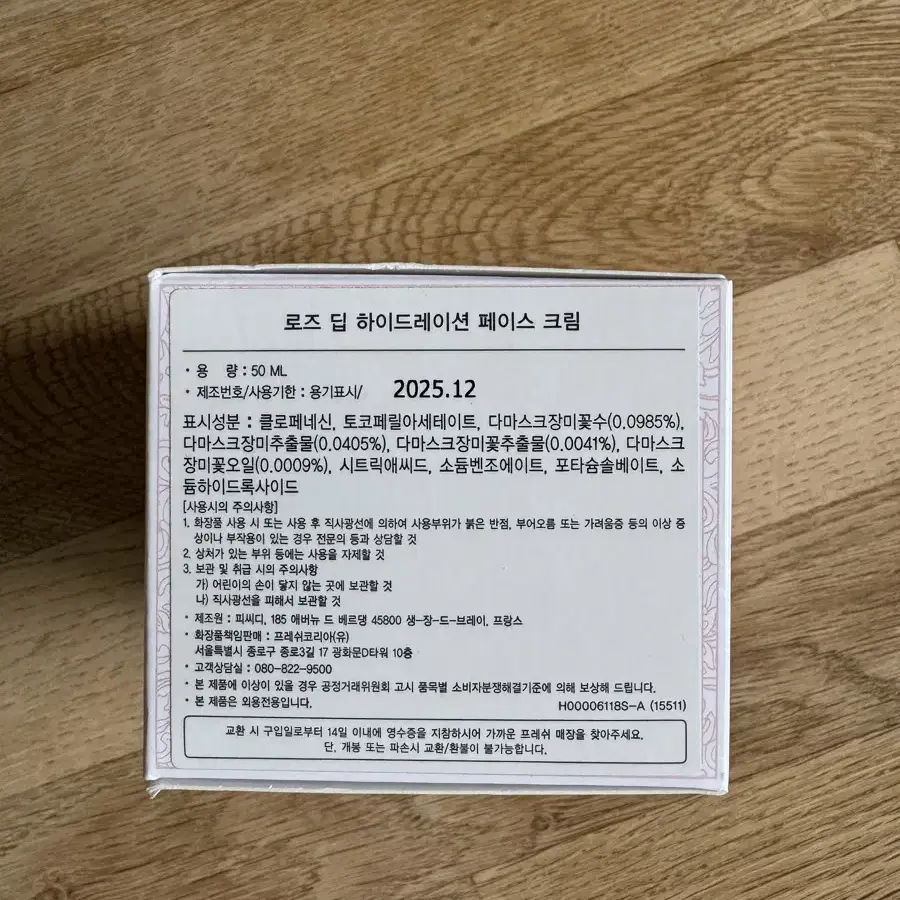 로즈 딥 하이드레이션 페이스 크림
• 용 량 : 50 ML
• 제조번호/사용기한 : 용기표시/ 2025.12
표시성분 : 클로페네신, 토코페릴아세테이트, 다마스크장미꽃수(0.0985%),
다마스크장미추출물(0.0405%), 다마스크장미꽃추출물(0.0041%), 다마스크
장미꽃오일(0.0009%), 시트릭애씨드, 소듐벤조에이트, 포타슘솔베이트, 소
듐하이드록사이드
[사용시의 주의사항]
1. 화장품 사용 시 또는 사용 후 직사광선에 의하여 사용부위가 붉은 반점, 부어오름 또는 가려움증 등의 이상 증
상이나 부작용이 있는 경우 전문의 등과 상담할 것
2. 상처가 있는 부위 등에는 사용을 자제할 것
3. 보관 및 취급 시의 주의사항
가) 어린이의 손이 닿지 않는 곳에 보관할 것
나) 직사광선을 피해서 보관할 것
• 제조원 : 피씨디, 185 애버뉴 드 베르댕 45800 생-장-드-브레이, 프랑스
• 화장품책임판매 : 프레쉬코리아(유)
서울특별시 종로구 종로3길 17 광화문D타워 10층
• 고객상담실 : 080-822-9500
• 본 제품에 이상이 있을 경우 공정거래위원회 고시 품목별 소비자분쟁해결기준에 의해 보상해 드립니다.
• 본 제품은 외용전용입니다. H00006118S-A (15511)
교환 시 구입일로부터 14일 이내에 영수증을 지참하시어 가까운 프레쉬 매장을 찾아주세요.
단, 개봉 또는 파손시 교환/환불이 불가능합니다.